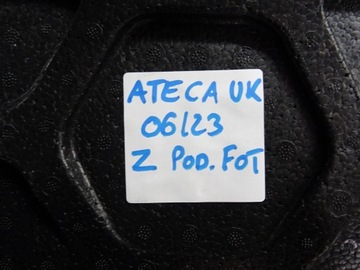 ATECA UK
06/23
Z POD. FOT